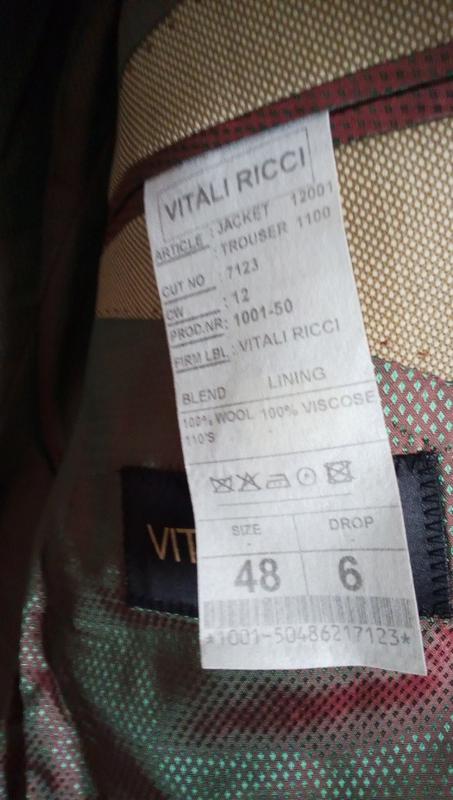 VITALI RICCI
ARTICLE : JACKET 12001
: TROUSER 1100
CUT NO : 7123
CW : 12
PROD.NR: 1001-50
FIRM LBL : VITALI RICCI
BLEND LINING
100% WOOL 100% VISCOSE
110'S
SIZE DROP
48 6
*1001-50486217123*
VIT